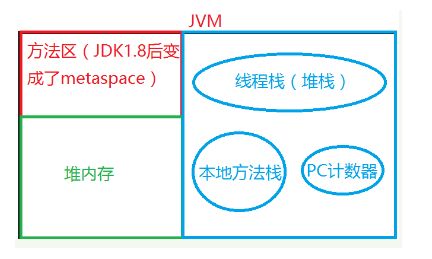 JVM
方法区（JDK1.8后变
成了metaspace）
线程栈（堆栈）
堆内存
本地方法栈
PC计数器